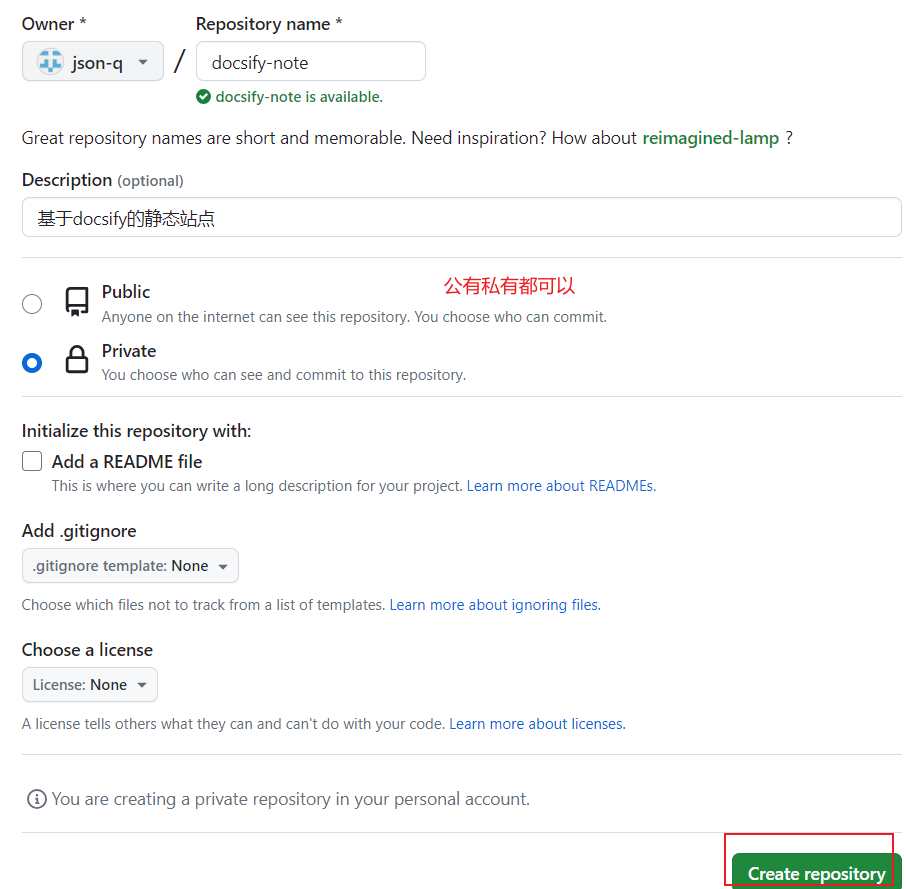 Owner * Repository name *
json-q / docsify-note
docsify-note is available.
Great repository names are short and memorable. Need inspiration? How about reimagined-lamp ?
Description (optional)
基于docsify的静态站点
Public 公有私有都可以
Anyone on the internet can see this repository. You choose who can commit.
Private
You choose who can see and commit to this repository.
Initialize this repository with:
Add a README file
This is where you can write a long description for your project. Learn more about READMEs.
Add .gitignore
.gitignore template: None
Choose which files not to track from a list of templates. Learn more about ignoring files.
Choose a license
License: None
A license tells others what they can and can't do with your code. Learn more about licenses.
You are creating a private repository in your personal account.
Create repository